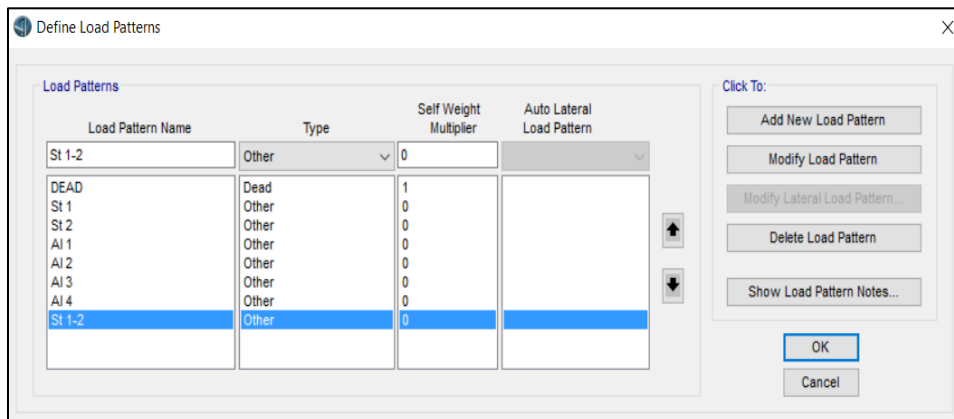 Define Load Patterns
Load Patterns
Click To:
Load Pattern Name
Type
Self Weight Multiplier
Auto Lateral Load Pattern
St 1-2 Other 0
DEAD Dead 1
St 1 Other 0
St 2 Other 0
Al 1 Other 0
Al 2 Other 0
Al 3 Other 0
Al 4 Other 0
St 1-2 Other 0
Add New Load Pattern
Modify Load Pattern
Modify Lateral Load Pattern...
Delete Load Pattern
Show Load Pattern Notes...
OK
Cancel